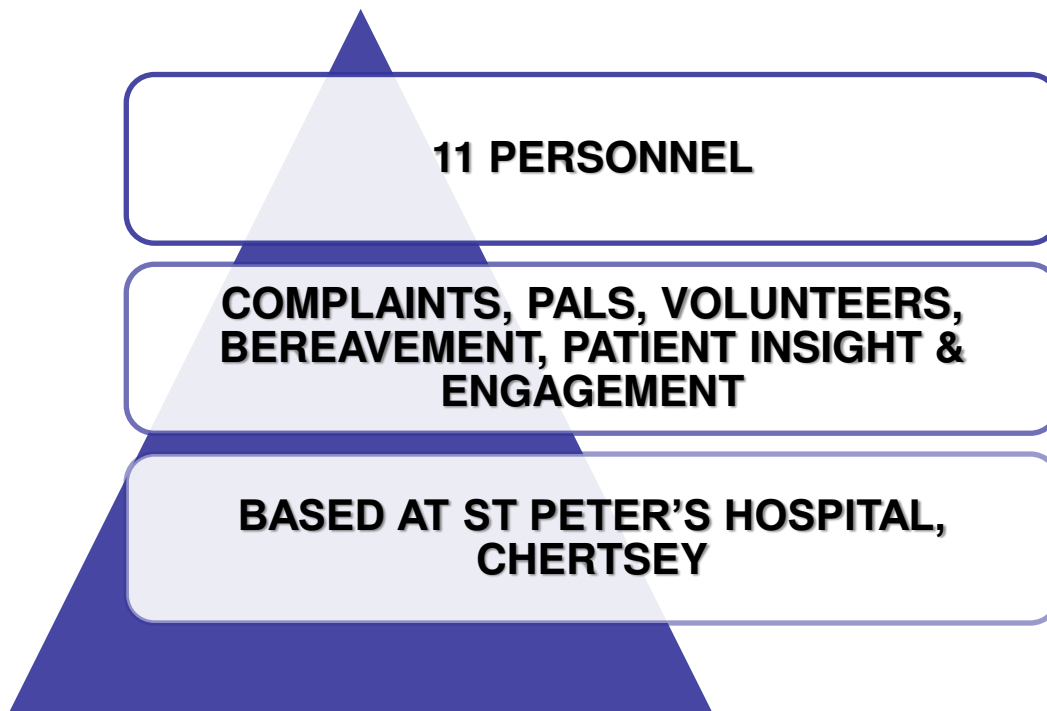 11 PERSONNEL
COMPLAINTS, PALS, VOLUNTEERS,
BEREAVEMENT, PATIENT INSIGHT &
ENGAGEMENT
BASED AT ST PETER’S HOSPITAL,
CHERTSEY